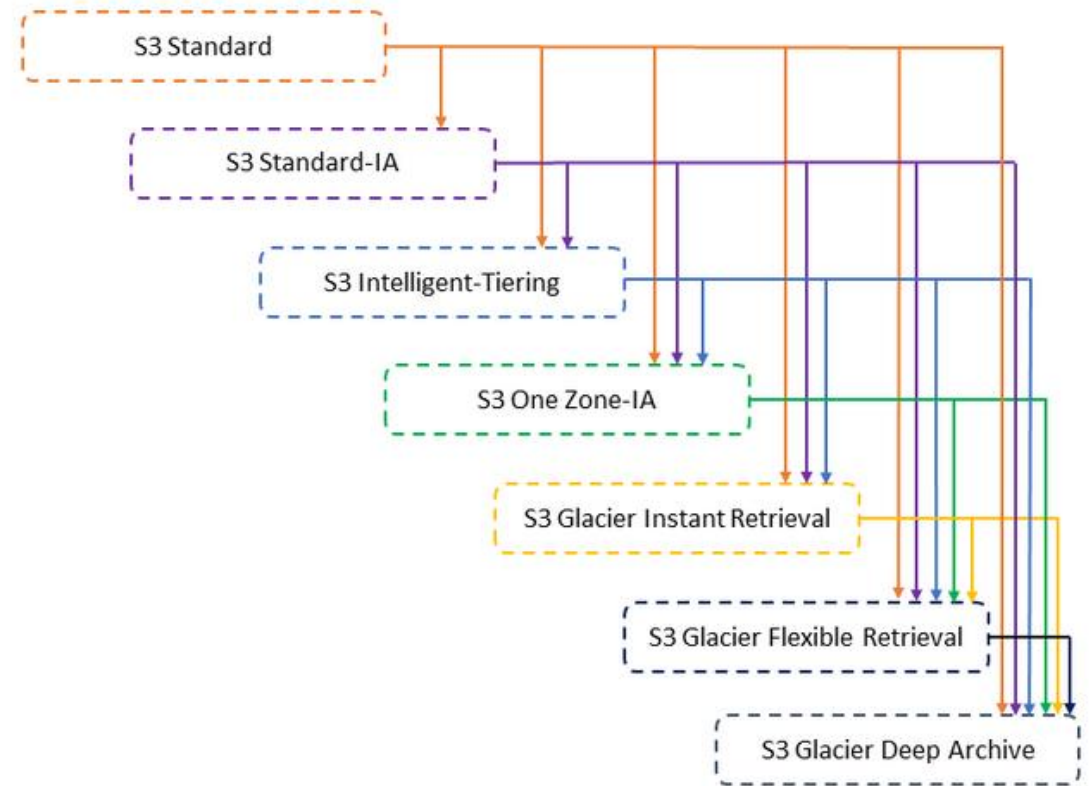 S3 Standard
S3 Standard-IA
S3 Intelligent-Tiering
S3 One Zone-IA
S3 Glacier Instant Retrieval
S3 Glacier Flexible Retrieval
S3 Glacier Deep Archive